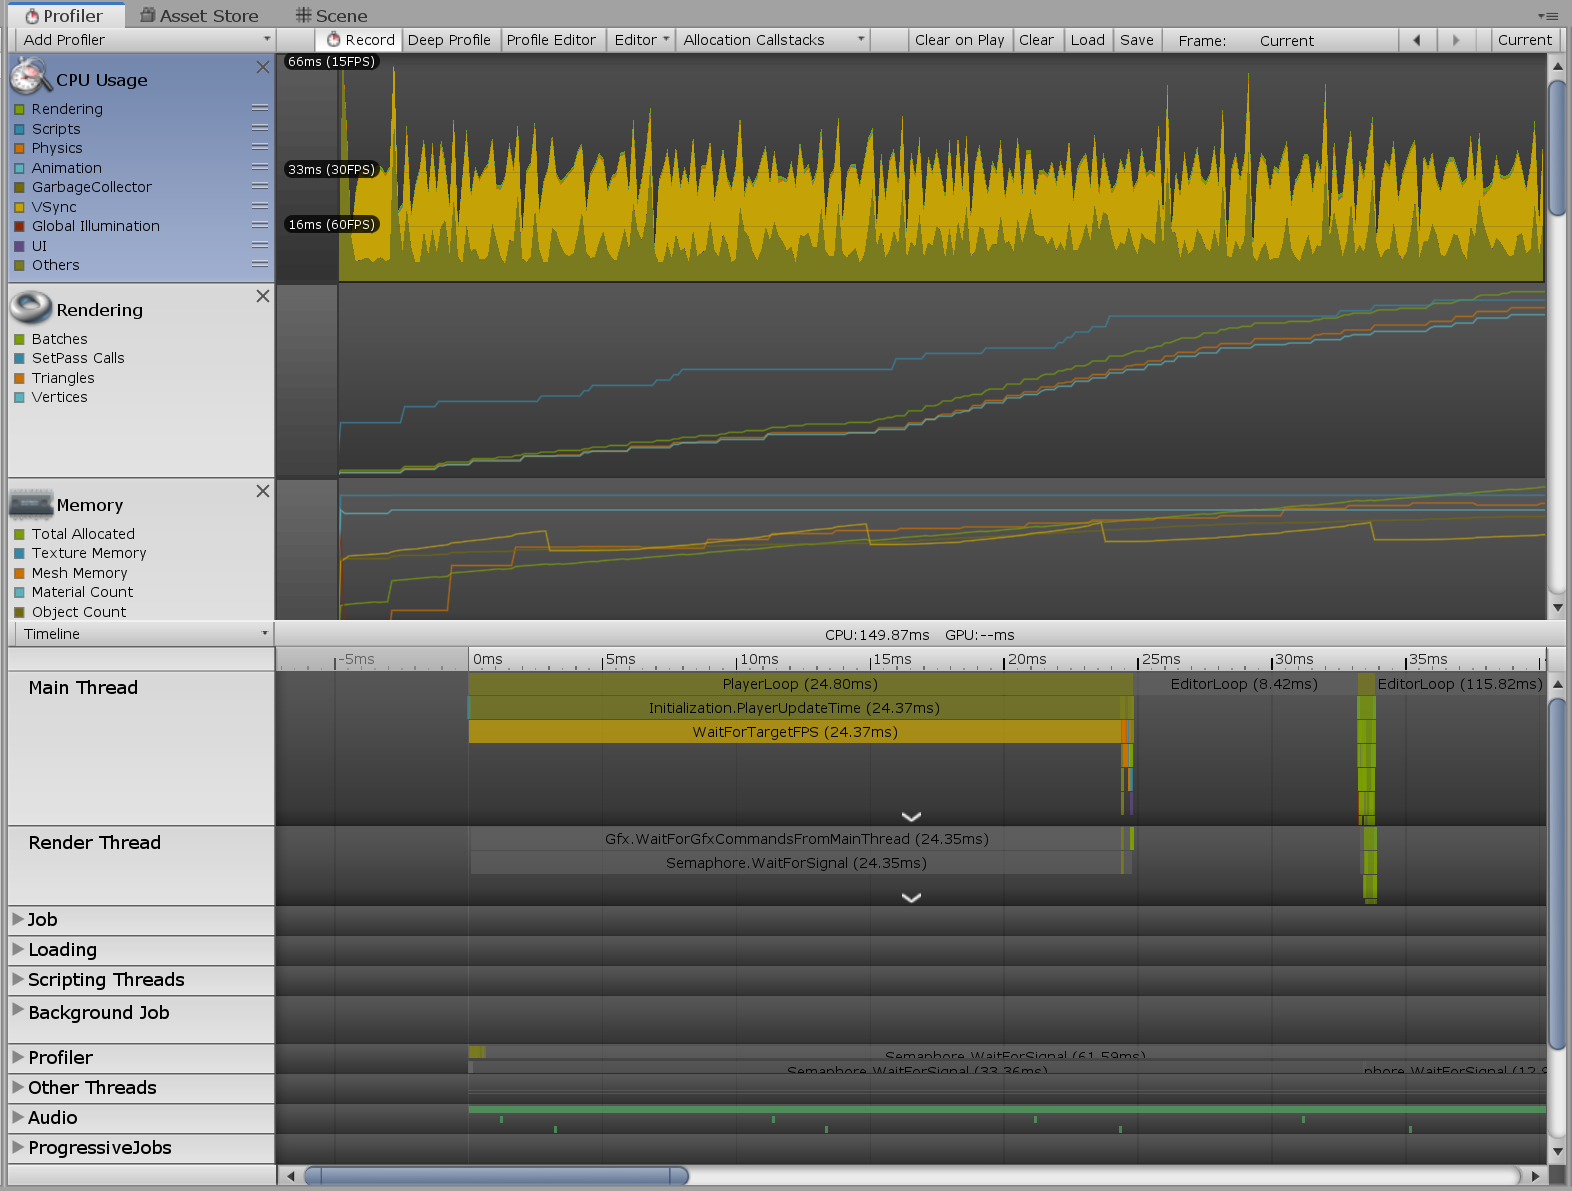 Profiler Asset Store Scene
Add Profiler Record Deep Profile Profile Editor Editor Allocation Callstacks Clear on Play Clear Load Save Frame: Current Current
CPU Usage
Rendering
Scripts
Physics
Animation
GarbageCollector
VSync
Global Illumination
UI
Others
66ms (15FPS)
33ms (30FPS)
16ms (60FPS)
Rendering
Batches
SetPass Calls
Triangles
Vertices
Memory
Total Allocated
Texture Memory
Mesh Memory
Material Count
Object Count
Timeline CPU:149.87ms GPU:--ms
-5ms 0ms 5ms 10ms 15ms 20ms 25ms 30ms 35ms
Main Thread
PlayerLoop (24.80ms) EditorLoop (8.42ms) EditorLoop (115.82ms)
Initialization.PlayerUpdateTime (24.37ms)
WaitForTargetFPS (24.37ms)
Render Thread
Gfx.WaitForGfxCommandsFromMainThread (24.35ms)
Semaphore.WaitForSignal (24.35ms)
Job
Loading
Scripting Threads
Background Job
Profiler
Semaphore.WaitForSignal (61.59ms)
Semaphore.WaitForSignal (33.36ms) phore.WaitForSignal (12.9
Other Threads
Audio
ProgressiveJobs